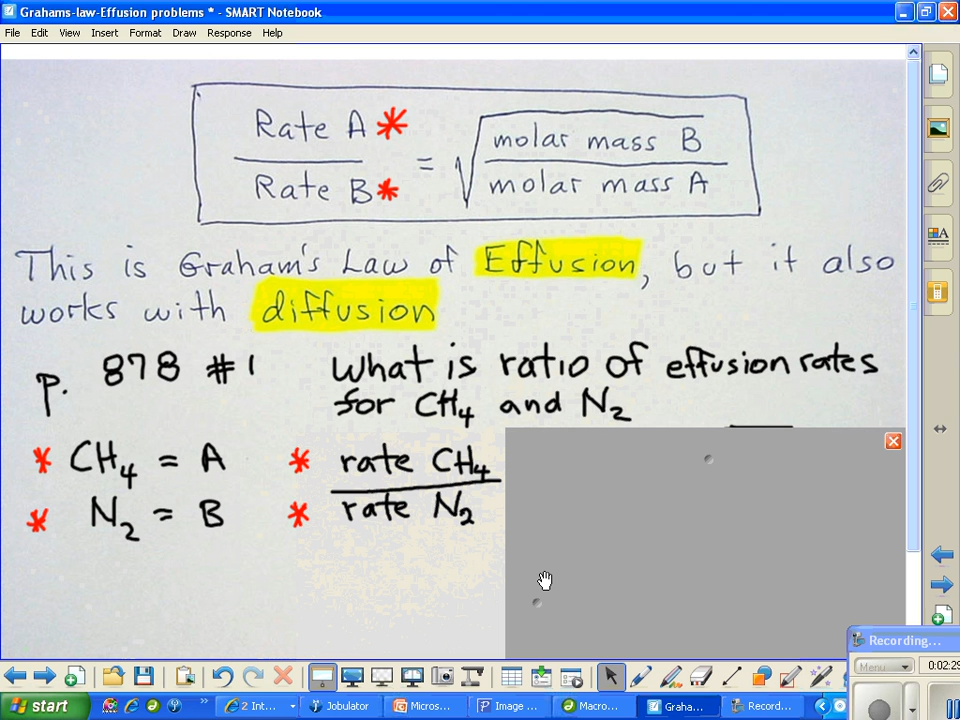 Grahams-law-Effusion problems * - SMART Notebook
File Edit View Insert Format Draw Response Help
Rate A* = √ molar mass B
Rate B* molar mass A
This is Graham's Law of Effusion, but it also
works with diffusion
p. 878 #1 What is ratio of effusion rates
for CH4 and N2
* CH4 = A * rate CH4
* N2 = B * rate N2
Recording...
Menu 0:02:29
start 2 Int Jobulator Micros... Image ... Macro... Graha... Record...